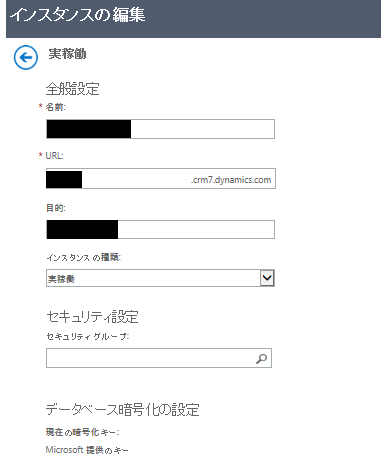 インスタンスの編集
実稼働
全般設定
* 名前:
* URL:
.crm7.dynamics.com
目的:
インスタンスの種類:
実稼働
セキュリティ設定
セキュリティ グループ:
データベース暗号化の設定
現在の暗号化キー:
Microsoft 提供のキー